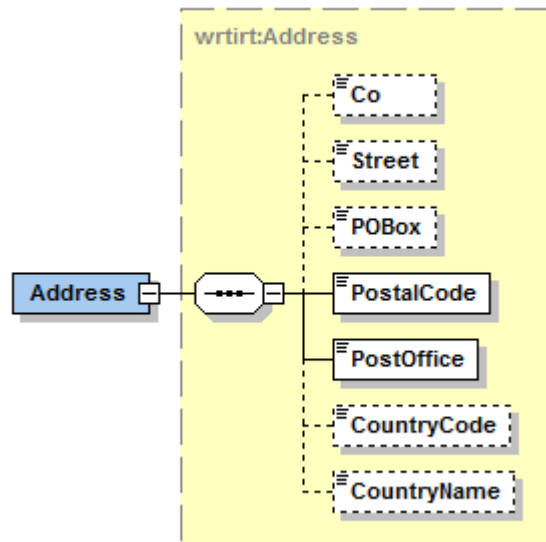 wrtirt:Address
Co
Street
POBox
Address
PostalCode
PostOffice
CountryCode
CountryName